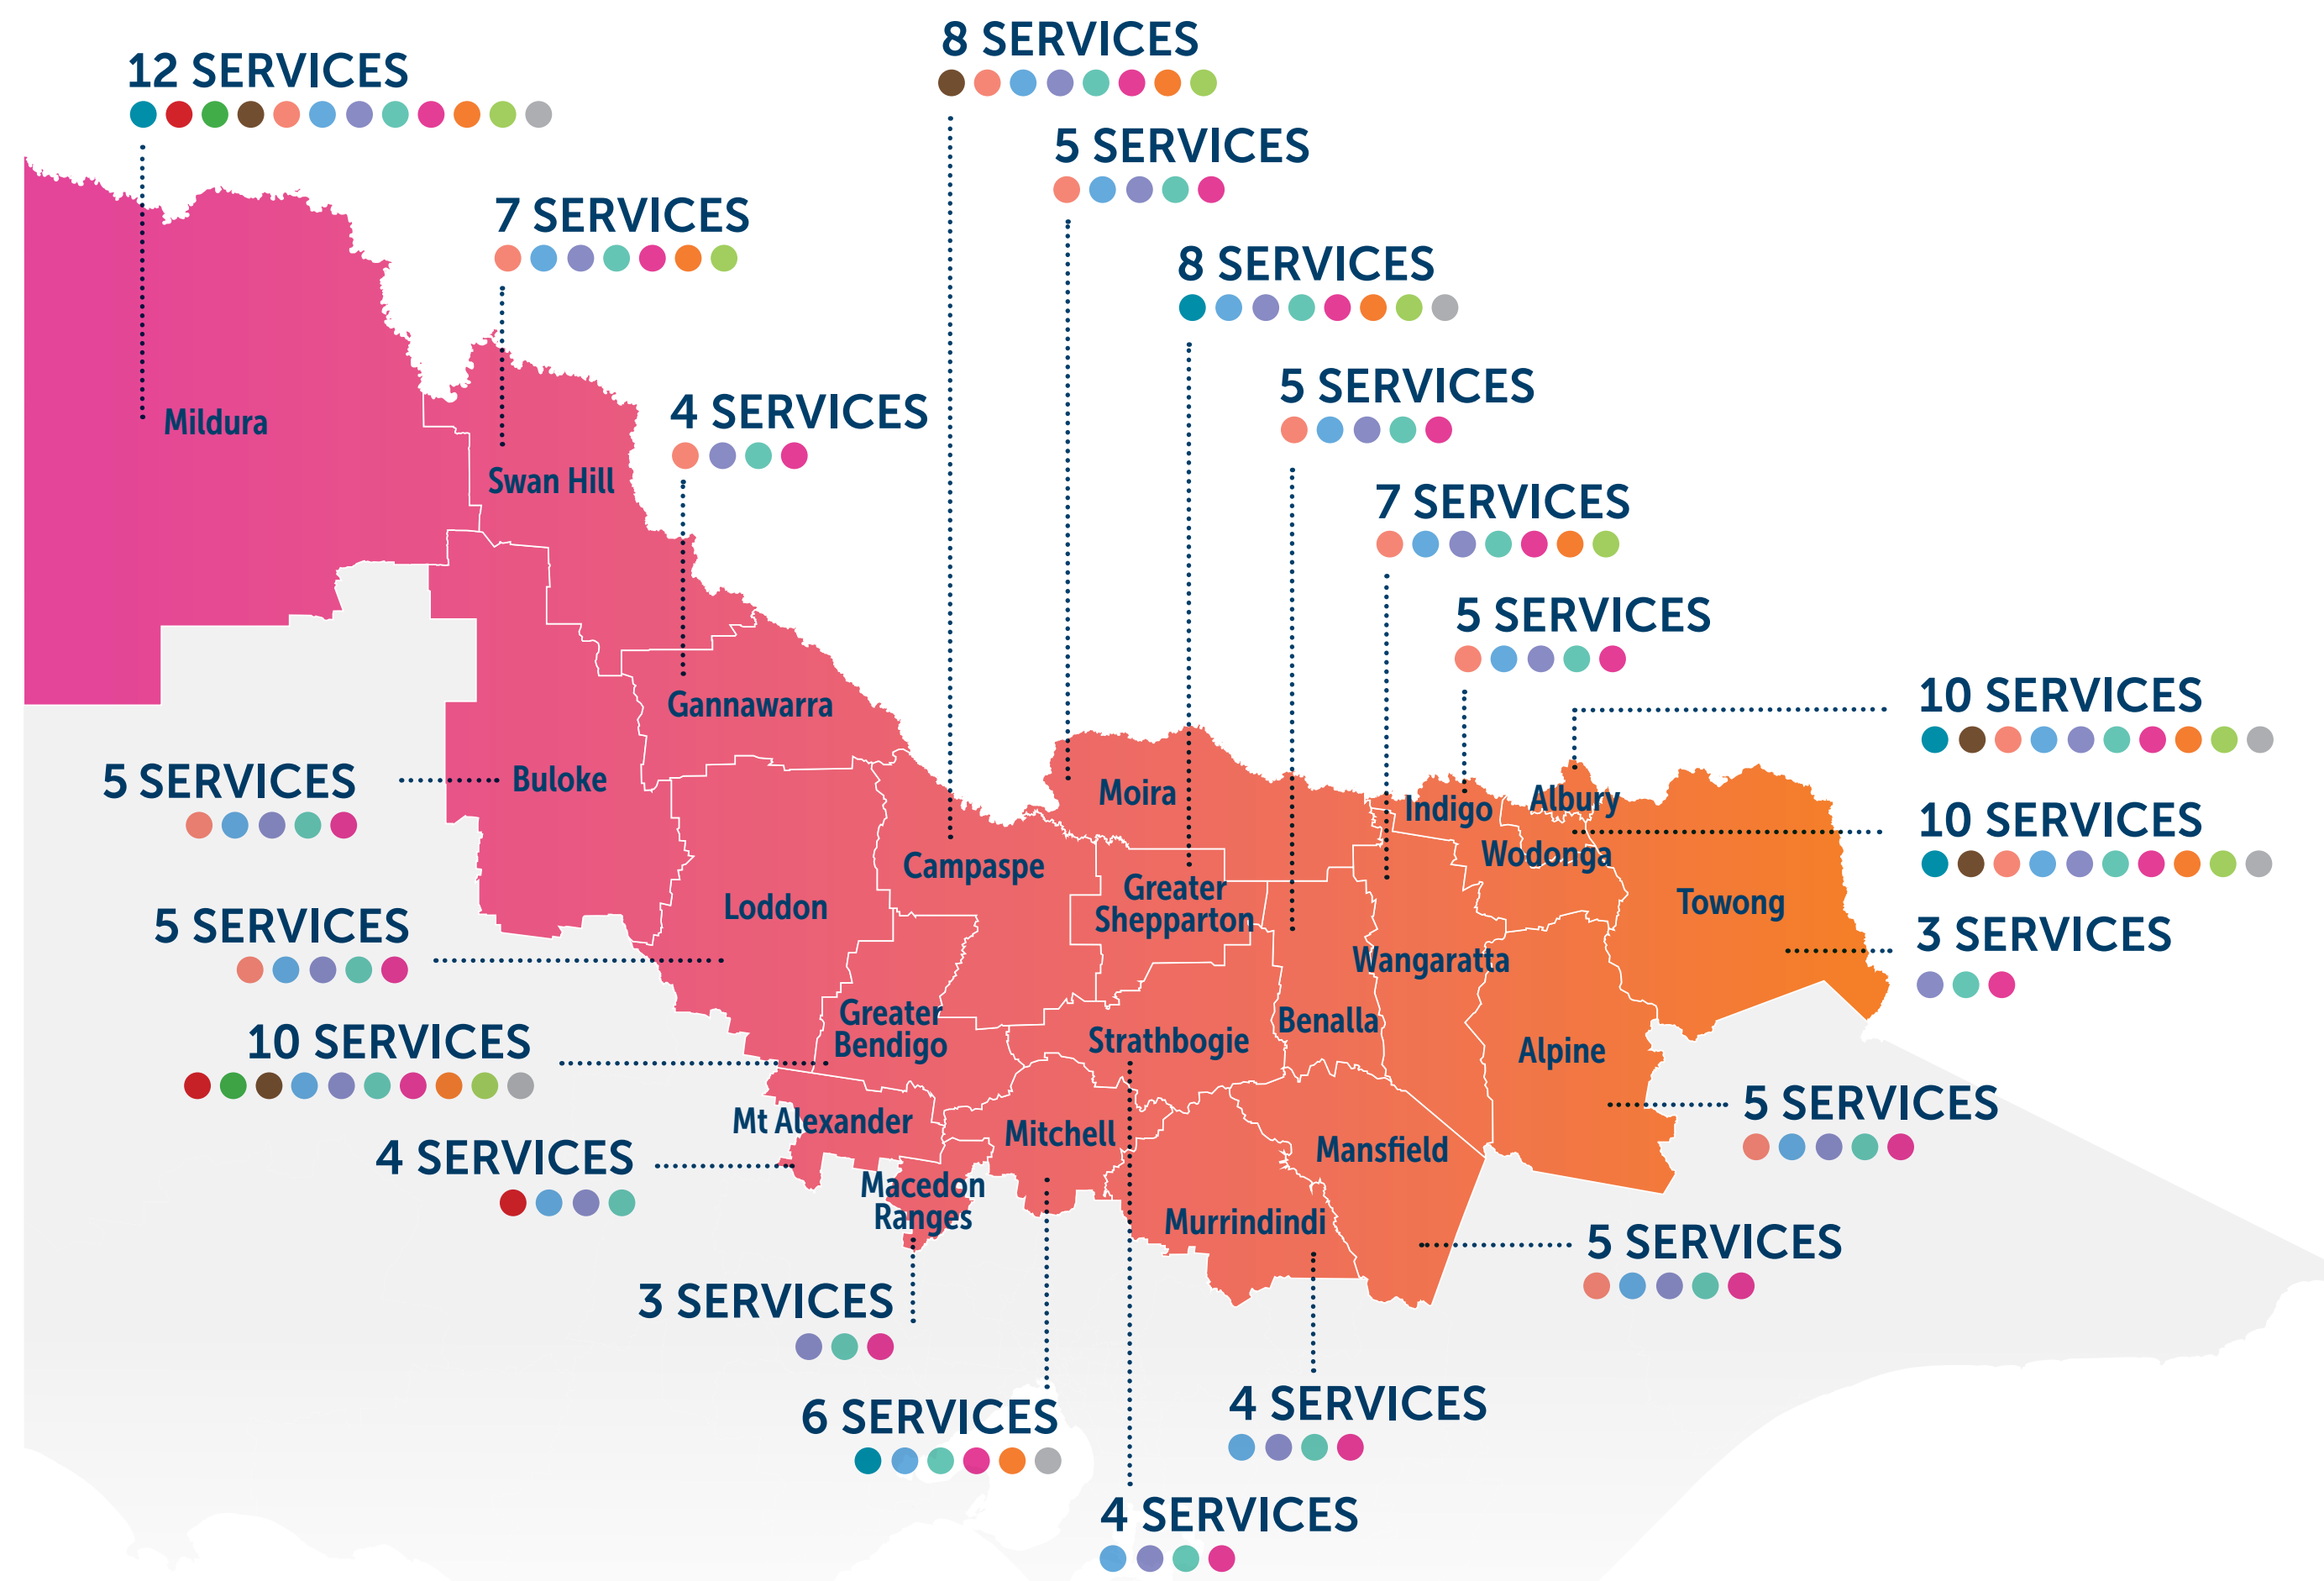 8 SERVICES
12 SERVICES
5 SERVICES
7 SERVICES
8 SERVICES
5 SERVICES
4 SERVICES
Mildura
Swan Hill
7 SERVICES
5 SERVICES
10 SERVICES
Gannawarra
5 SERVICES
Buloke
Moira
Indigo
Albury
10 SERVICES
Campaspe
Wodonga
Greater
Shepparton
Loddon
Towong
5 SERVICES
3 SERVICES
Wangaratta
Greater
Bendigo
Benalla
10 SERVICES
Strathbogie
Alpine
5 SERVICES
Mt Alexander
Mitchell
Mansfield
4 SERVICES
Macedon
Ranges
Murrindindi
5 SERVICES
3 SERVICES
6 SERVICES
4 SERVICES
4 SERVICES